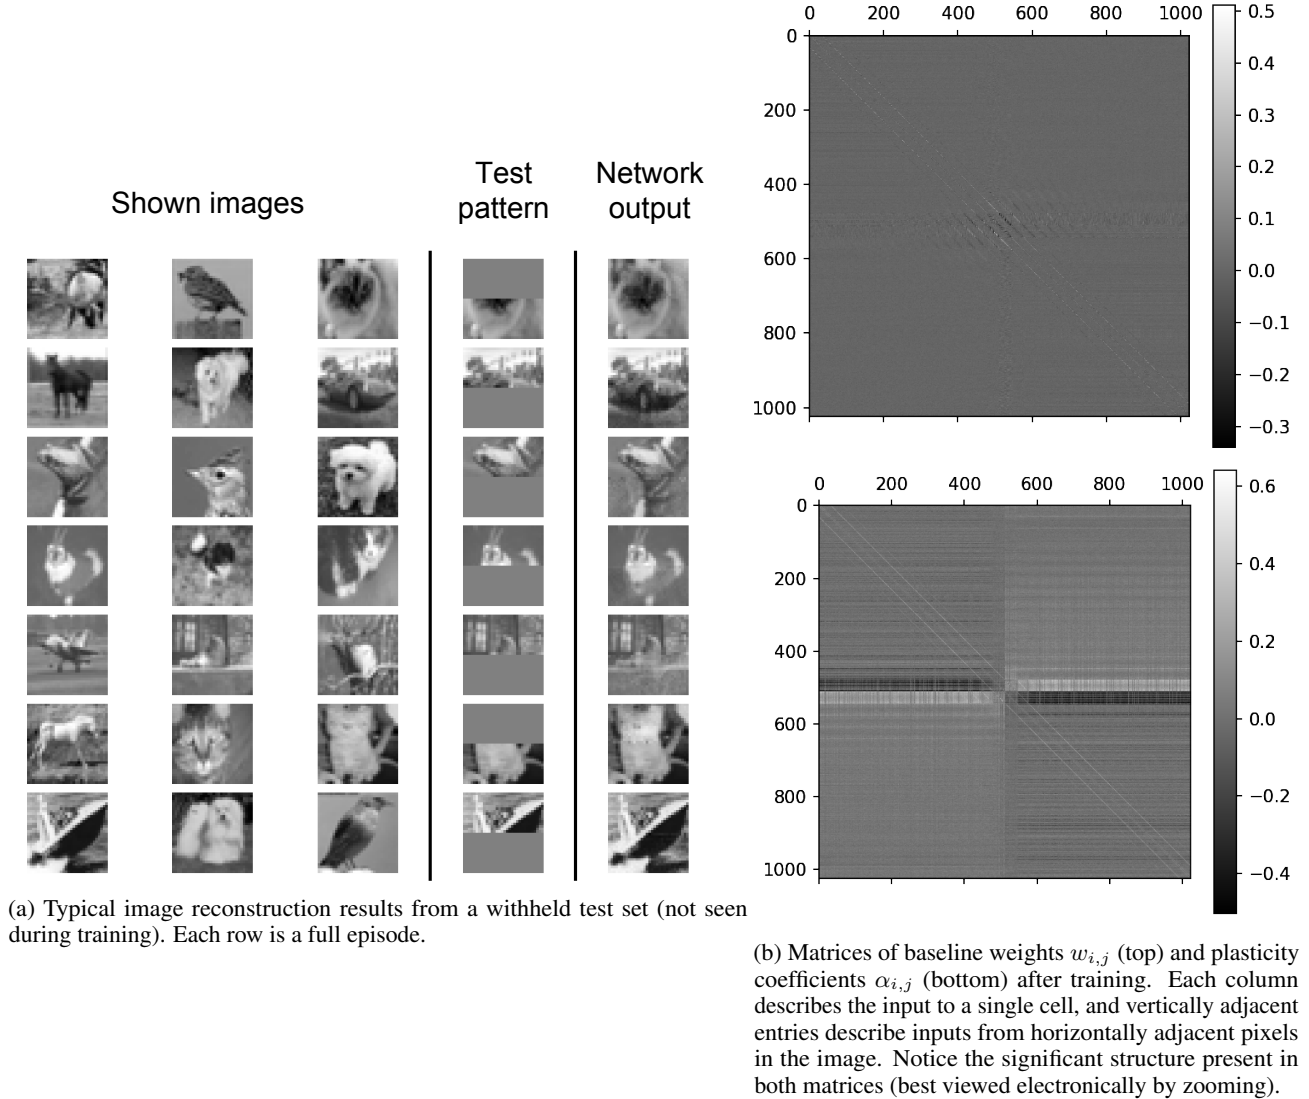 Shown images
Test
pattern
Network
output
(a) Typical image reconstruction results from a withheld test set (not seen
during training). Each row is a full episode.
0 200 400 600 800 1000
0
200
400
600
800
1000
0.5
0.4
0.3
0.2
0.1
0.0
−0.1
−0.2
−0.3
0 200 400 600 800 1000
0
200
400
600
800
1000
0.6
0.4
0.2
0.0
−0.2
−0.4
(b) Matrices of baseline weights $w_{i,j}$ (top) and plasticity
coefficients $\alpha_{i,j}$ (bottom) after training. Each column
describes the input to a single cell, and vertically adjacent
entries describe inputs from horizontally adjacent pixels
in the image. Notice the significant structure present in
both matrices (best viewed electronically by zooming).